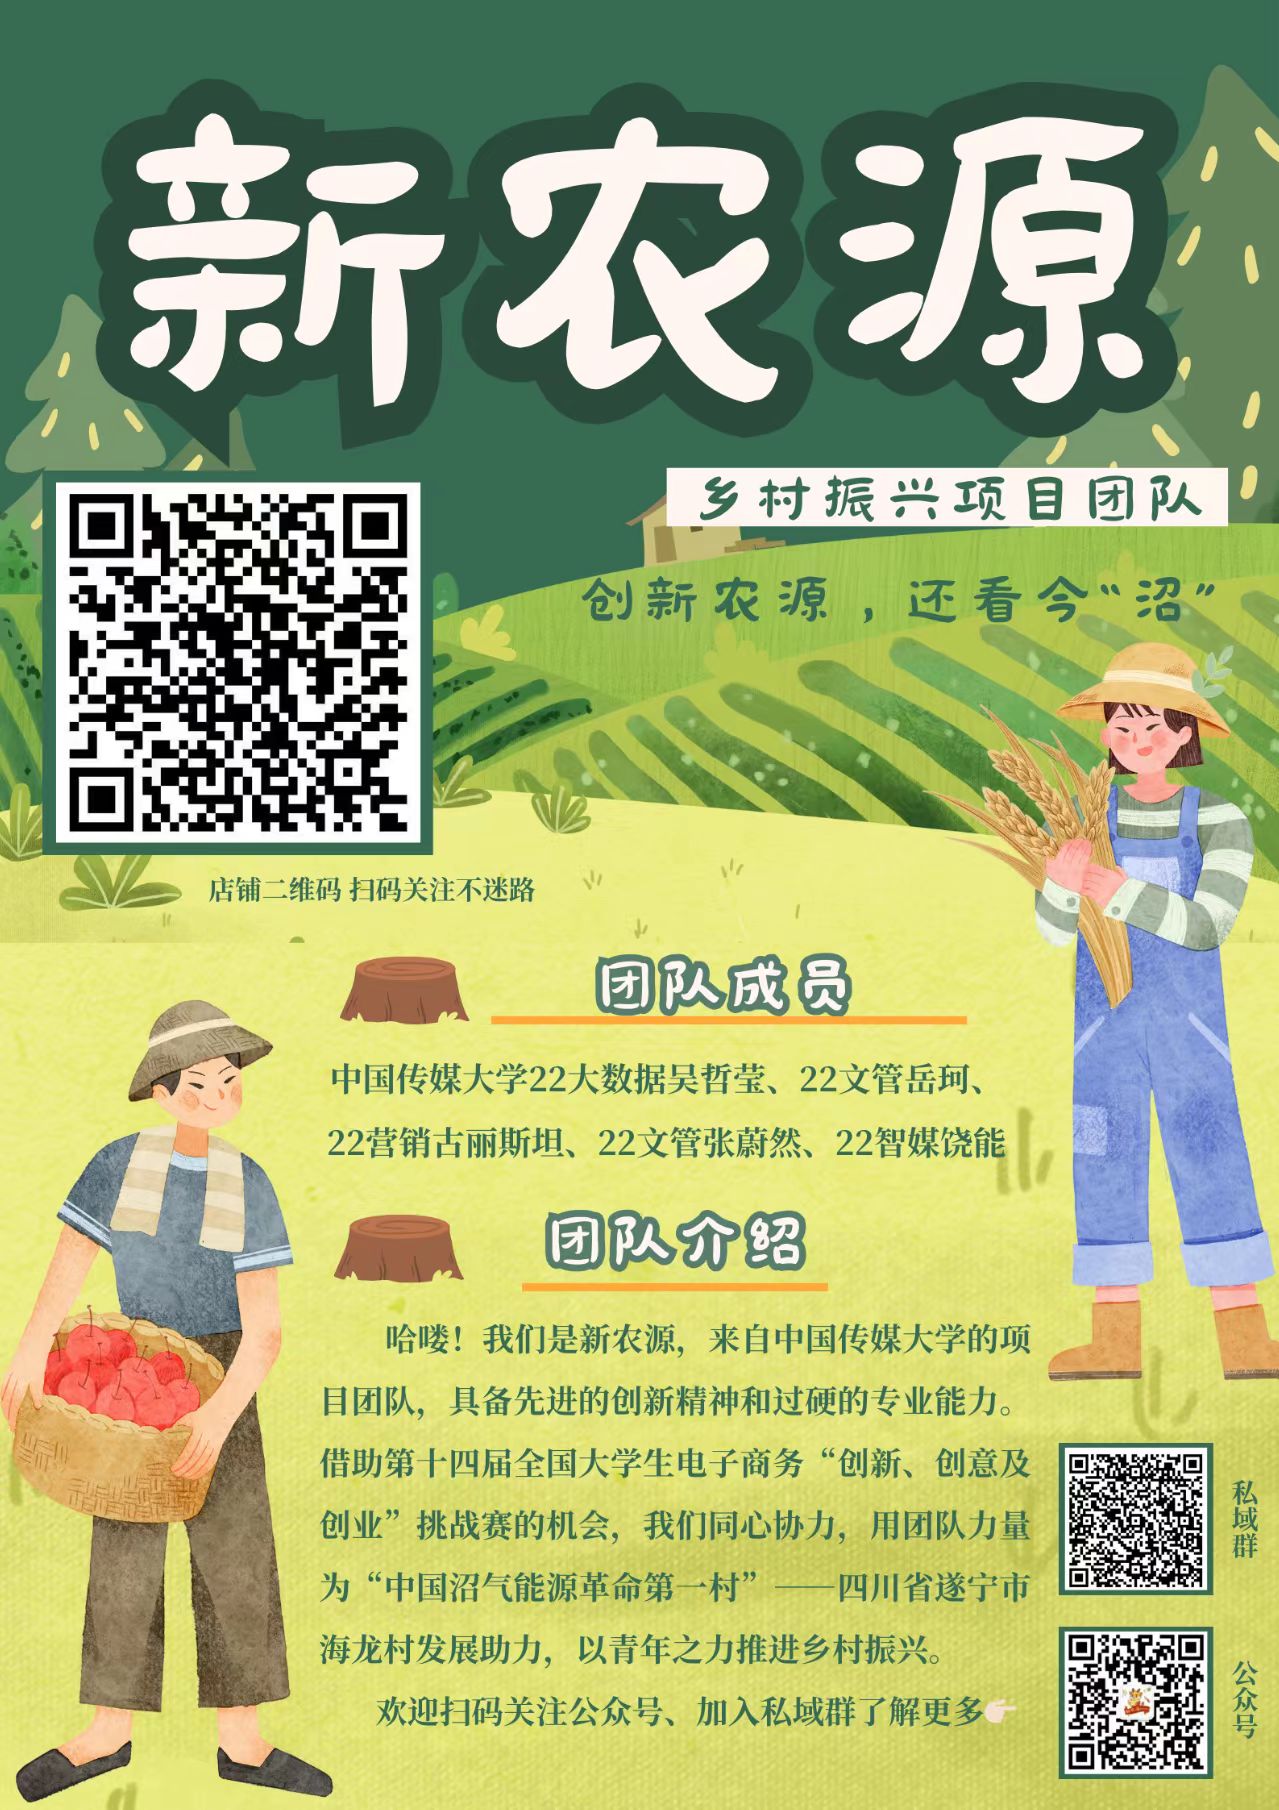 新农源
乡村振兴项目团队
创新农源，还看今“沼”
店铺二维码 扫码关注不迷路
团队成员
中国传媒大学22大数据吴哲莹、22文管岳珂、
22营销古丽斯坦、22文管张蔚然、22智媒饶能
团队介绍
哈喽！我们是新农源，来自中国传媒大学的项
目团队，具备先进的创新精神和过硬的专业能力。
借助第十四届全国大学生电子商务“创新、创意及
创业”挑战赛的机会，我们同心协力，用团队力量
为“中国沼气能源革命第一村”——四川省遂宁市
海龙村发展助力，以青年之力推进乡村振兴。
欢迎扫码关注公众号、加入私域群了解更多
私域群
公众号